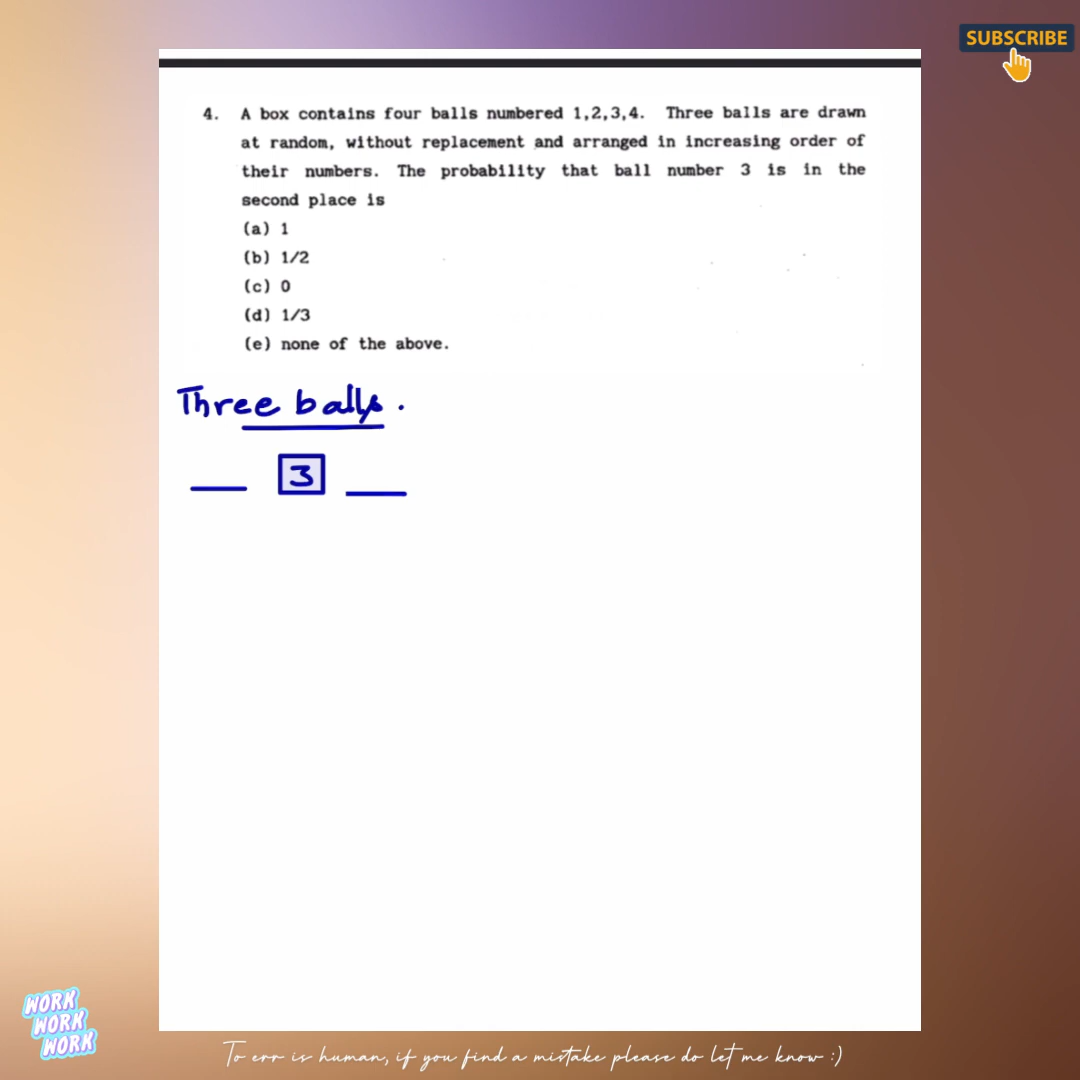 SUBSCRIBE
4. A box contains four balls numbered 1,2,3,4. Three balls are drawn
at random, without replacement and arranged in increasing order of
their numbers. The probability that ball number 3 is in the
second place is
(a) 1
(b) 1/2
(c) 0
(d) 1/3
(e) none of the above.
Three balls.
3
WORK
WORK
WORK
To err is human, if you find a mistake please do let me know :)